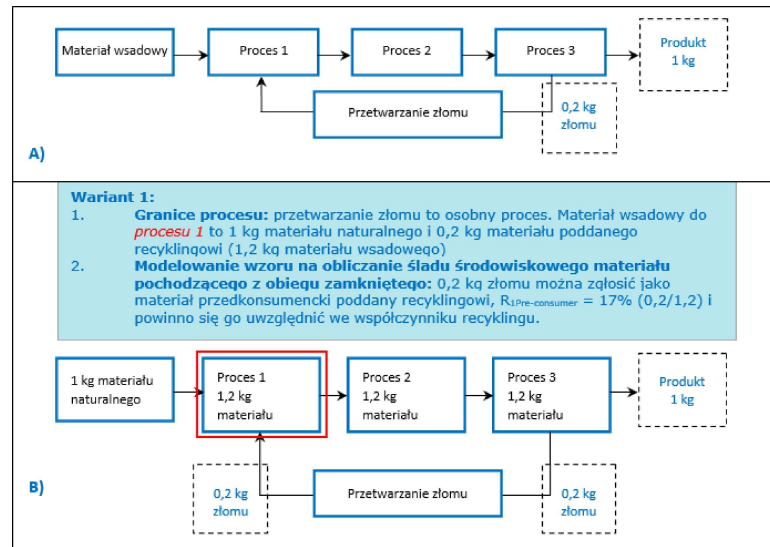 Materiał wsadowy
Proces 1
Proces 2
Proces 3
Produkt
1 kg
Przetwarzanie złomu
0,2 kg
złomu
A)
Wariant 1:
1. Granice procesu: przetwarzanie złomu to osobny proces. Materiał wsadowy do
procesu 1 to 1 kg materiału naturalnego i 0,2 kg materiału poddanego
recyklingowi (1,2 kg materiału wsadowego)
2. Modelowanie wzoru na obliczanie śladu środowiskowego materiału
pochodzącego z obiegu zamkniętego: 0,2 kg złomu można zgłosić jako
materiał przedkonsumencki poddany recyklingowi, R1Pre-consumer = 17% (0,2/1,2) i
powinno się go uwzględnić we współczynniku recyklingu.
1 kg materiału
naturalnego
Proces 1
1,2 kg
materiału
Proces 2
1,2 kg
materiału
Proces 3
1,2 kg
materiału
Produkt
1 kg
0,2 kg
złomu
Przetwarzanie złomu
0,2 kg
złomu
B)